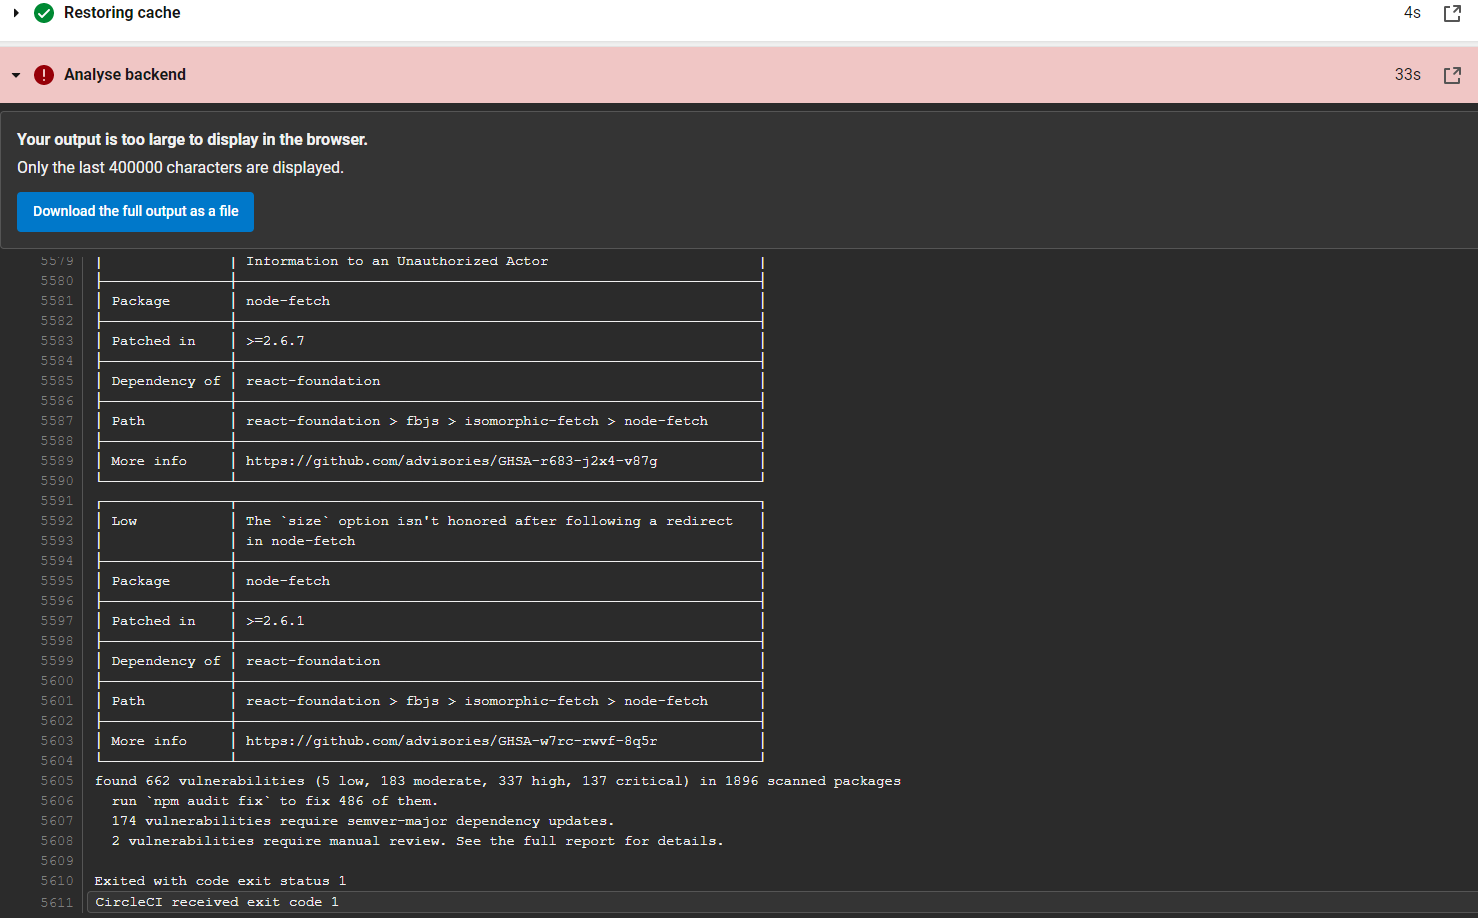 Restoring cache 4s
Analyse backend 33s
Your output is too large to display in the browser.
Only the last 400000 characters are displayed.
Download the full output as a file
5579 Information to an Unauthorized Actor
5580
5581 Package node-fetch
5582
5583 Patched in >=2.6.7
5584
5585 Dependency of react-foundation
5586
5587 Path react-foundation > fbjs > isomorphic-fetch > node-fetch
5588
5589 More info https://github.com/advisories/GHSA-r683-j2x4-v87g
5590
5591
5592 Low The `size` option isn't honored after following a redirect
5593 in node-fetch
5594
5595 Package node-fetch
5596
5597 Patched in >=2.6.1
5598
5599 Dependency of react-foundation
5600
5601 Path react-foundation > fbjs > isomorphic-fetch > node-fetch
5602
5603 More info https://github.com/advisories/GHSA-w7rc-rwvf-8q5r
5604
5605 found 662 vulnerabilities (5 low, 183 moderate, 337 high, 137 critical) in 1896 scanned packages
5606 run `npm audit fix` to fix 486 of them.
5607 174 vulnerabilities require semver-major dependency updates.
5608 2 vulnerabilities require manual review. See the full report for details.
5609
5610 Exited with code exit status 1
5611 CircleCI received exit code 1